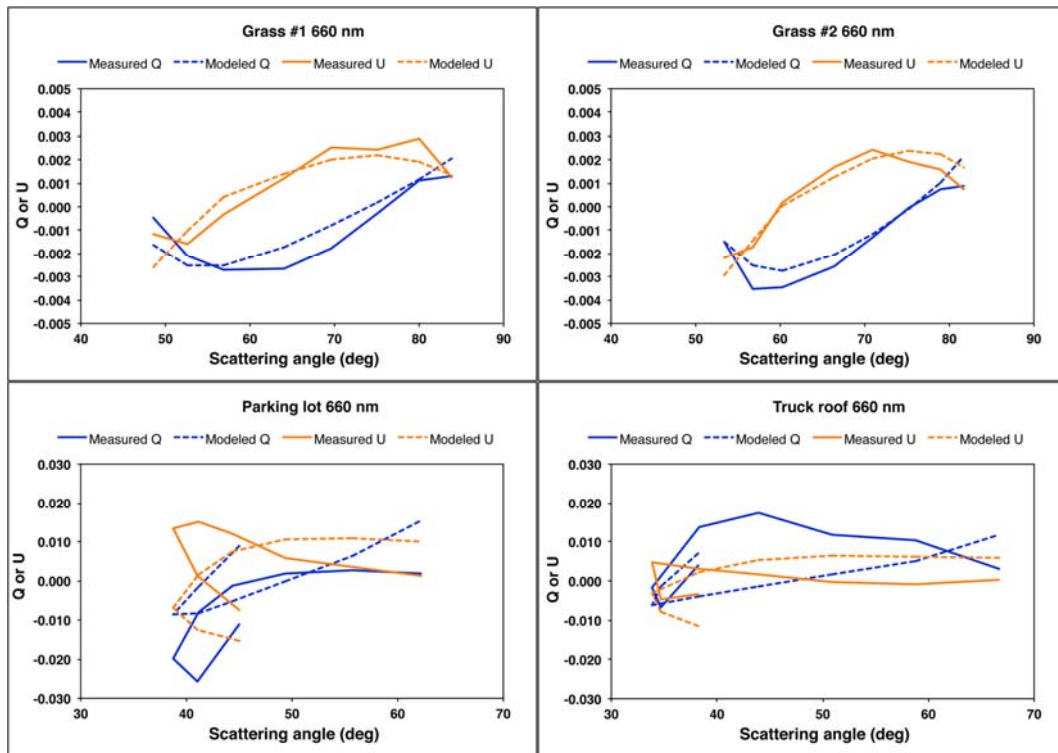 Grass #1 660 nm
Measured Q Modeled Q Measured U Modeled U
0.005
0.004
0.003
0.002
0.001
0.000
-0.001
-0.002
-0.003
-0.004
-0.005
Q or U
40 50 60 70 80 90
Scattering angle (deg)
Grass #2 660 nm
Measured Q Modeled Q Measured U Modeled U
0.005
0.004
0.003
0.002
0.001
0.000
-0.001
-0.002
-0.003
-0.004
-0.005
Q or U
40 50 60 70 80 90
Scattering angle (deg)
Parking lot 660 nm
Measured Q Modeled Q Measured U Modeled U
0.030
0.020
0.010
0.000
-0.010
-0.020
-0.030
Q or U
30 40 50 60 70
Scattering angle (deg)
Truck roof 660 nm
Measured Q Modeled Q Measured U Modeled U
0.030
0.020
0.010
0.000
-0.010
-0.020
-0.030
Q or U
30 40 50 60 70
Scattering angle (deg)